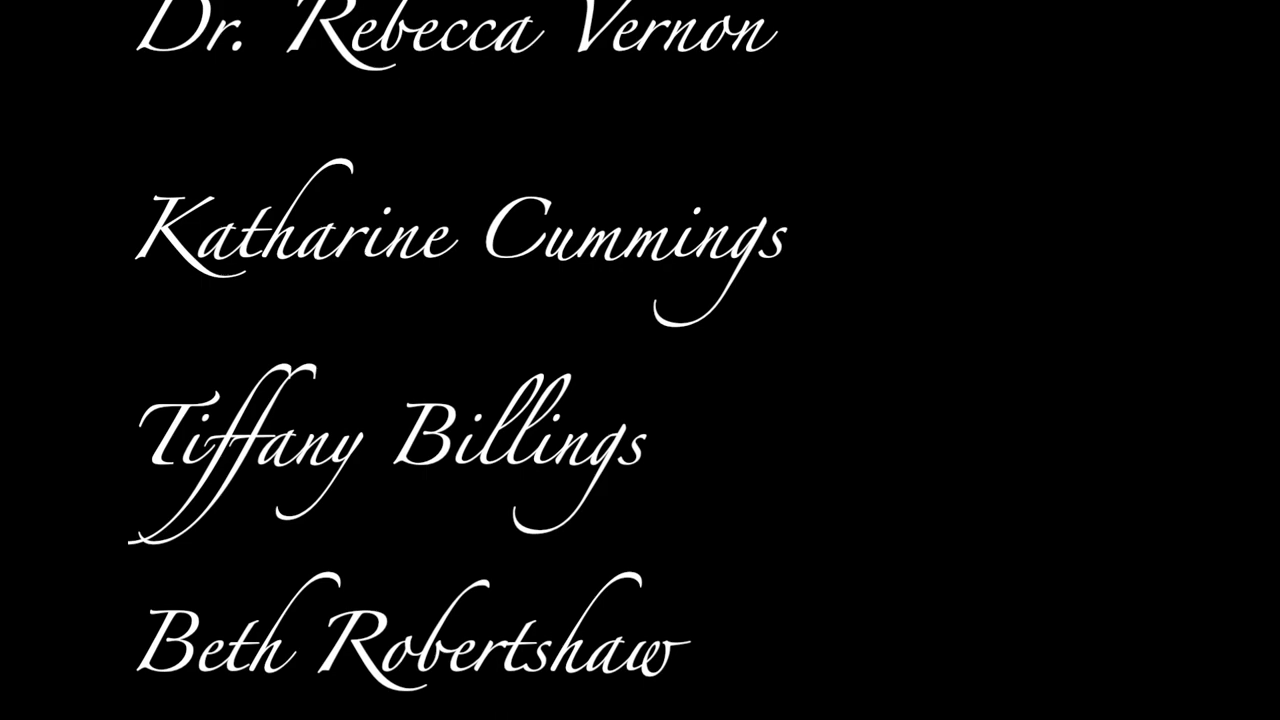 Dr. Rebecca Vernon
Katharine Cummings
Tiffany Billings
Beth Robertshaw